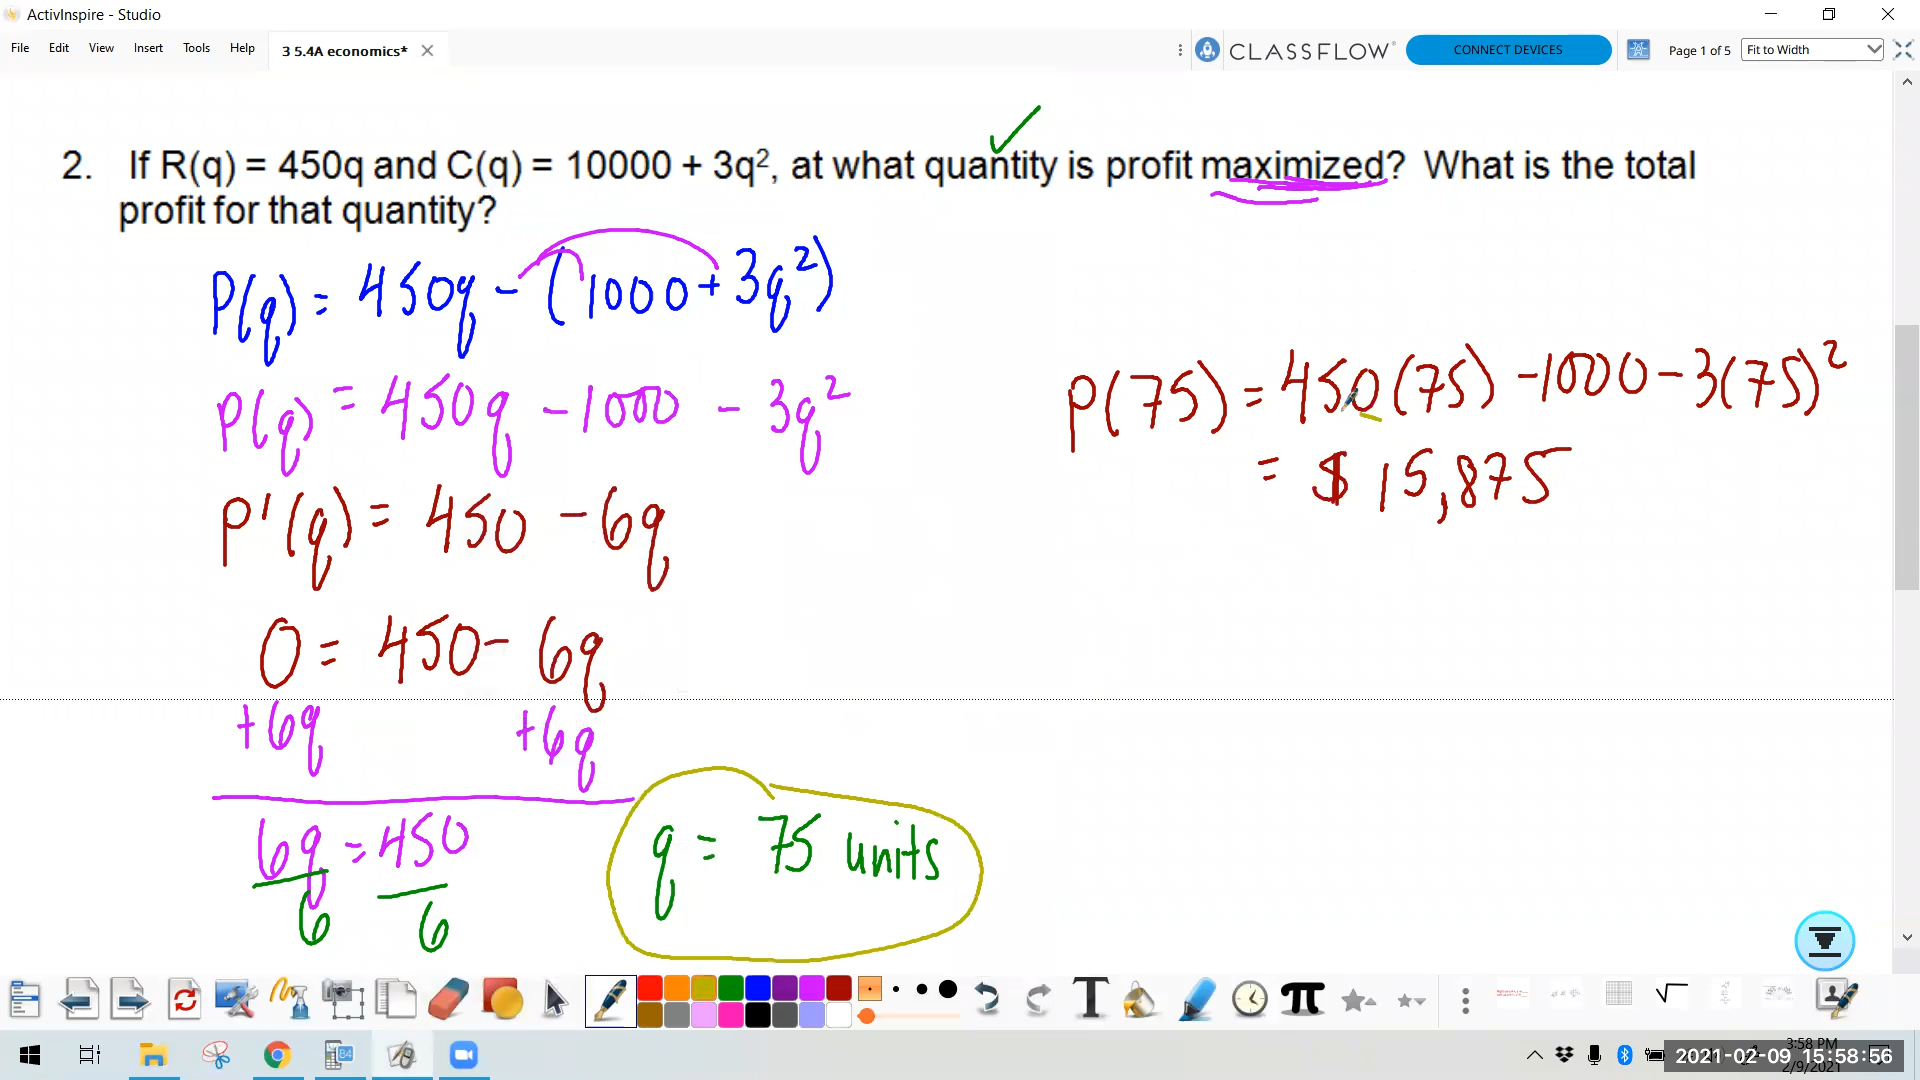 ActivInspire - Studio
File Edit View Insert Tools Help 3 5.4A economics* CLASSFLOW CONNECT DEVICES Page 1 of 5 Fit to Width
2. If R(q) = 450q and C(q) = 10000 + 3q², at what quantity is profit maximized? What is the total
profit for that quantity?
P(q) = 450q - (1000 + 3q²)
P(q) = 450q - 1000 - 3q²
P'(q) = 450 - 6q
0 = 450 - 6q
+6q +6q
6q = 450
6 6
q = 75 units
P(75) = 450(75) - 1000 - 3(75)²
= $15,875
T π
84
3:58 PM
2021-02-09 15:58:56